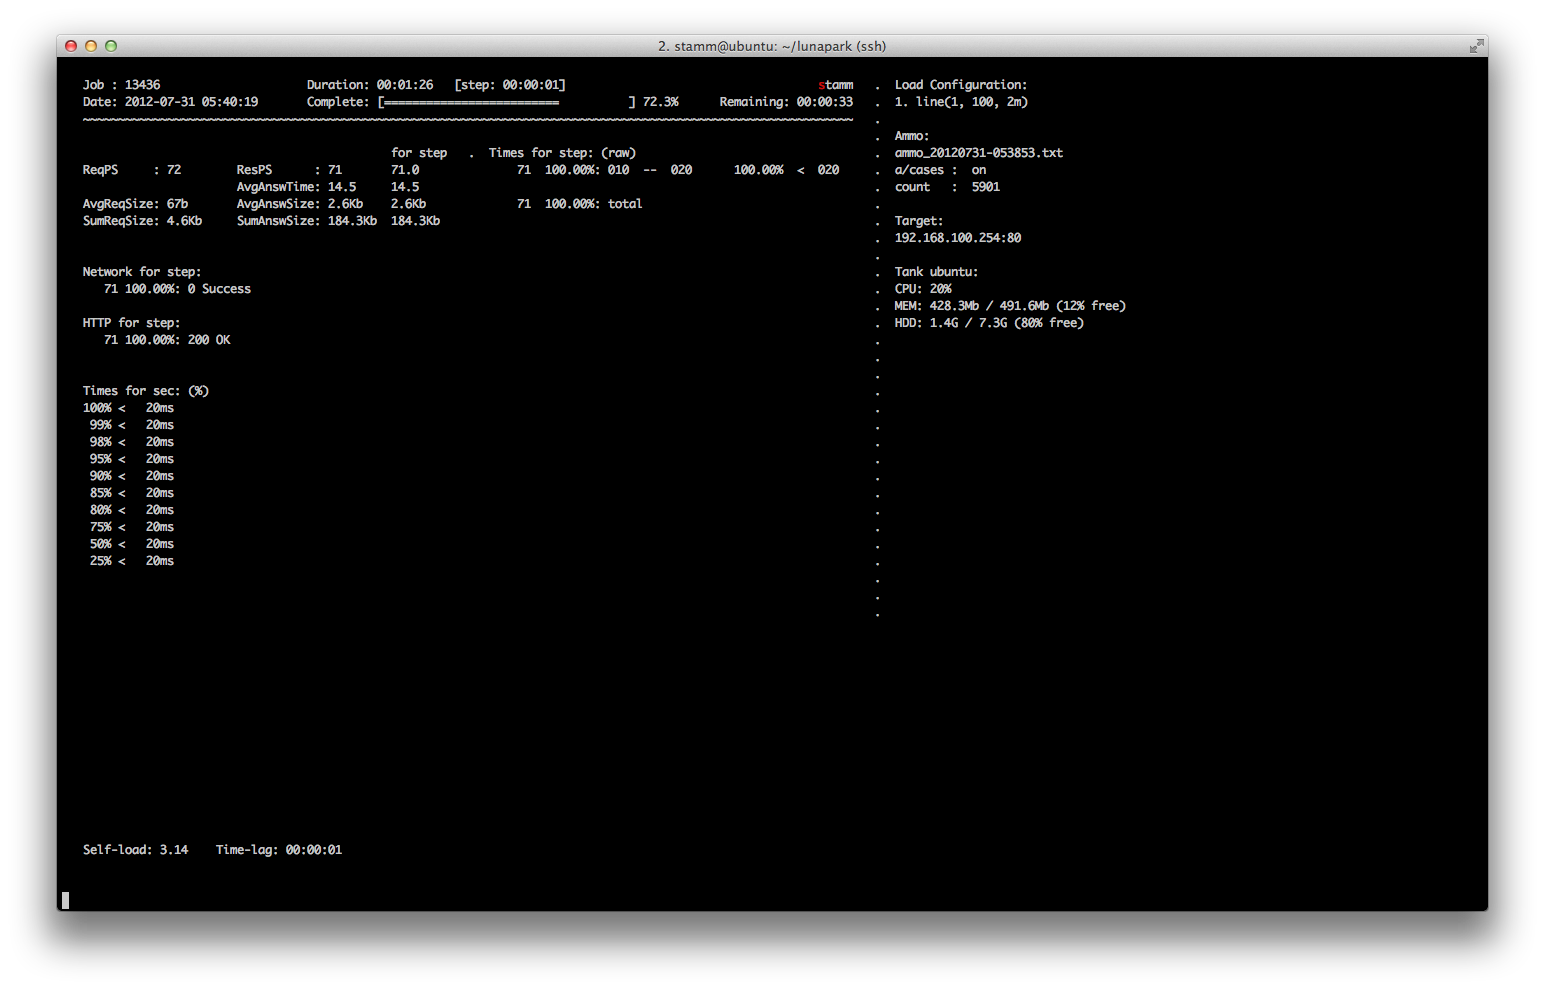 2. stamm@ubuntu: ~/lunapark (ssh)
Job : 13436 Duration: 00:01:26 [step: 00:00:01] stamm
Date: 2012-07-31 05:40:19 Complete: [========================= ] 72.3% Remaining: 00:00:33
~~~~~~~~~~~~~~~~~~~~~~~~~~~~~~~~~~~~~~~~~~~~~~~~~~~~~~~~~~~~~~~~~~~~~~~~~~~~~~~~~~~~~~~~~~~~~~~~~~~~~~~~~~~~~~
for step . Times for step: (raw)
ReqPS : 72 ResPS : 71 71.0 71 100.00%: 010 -- 020 100.00% < 020
AvgAnswTime: 14.5 14.5
AvgReqSize: 67b AvgAnswSize: 2.6Kb 2.6Kb 71 100.00%: total
SumReqSize: 4.6Kb SumAnswSize: 184.3Kb 184.3Kb
Network for step:
71 100.00%: 0 Success
HTTP for step:
71 100.00%: 200 OK
Times for sec: (%)
100% < 20ms
99% < 20ms
98% < 20ms
95% < 20ms
90% < 20ms
85% < 20ms
80% < 20ms
75% < 20ms
50% < 20ms
25% < 20ms
Self-load: 3.14 Time-lag: 00:00:01
. Load Configuration:
. 1. line(1, 100, 2m)
.
. Ammo:
. ammo_20120731-053853.txt
. a/cases : on
. count : 5901
.
. Target:
. 192.168.100.254:80
.
. Tank ubuntu:
. CPU: 20%
. MEM: 428.3Mb / 491.6Mb (12% free)
. HDD: 1.4G / 7.3G (80% free)